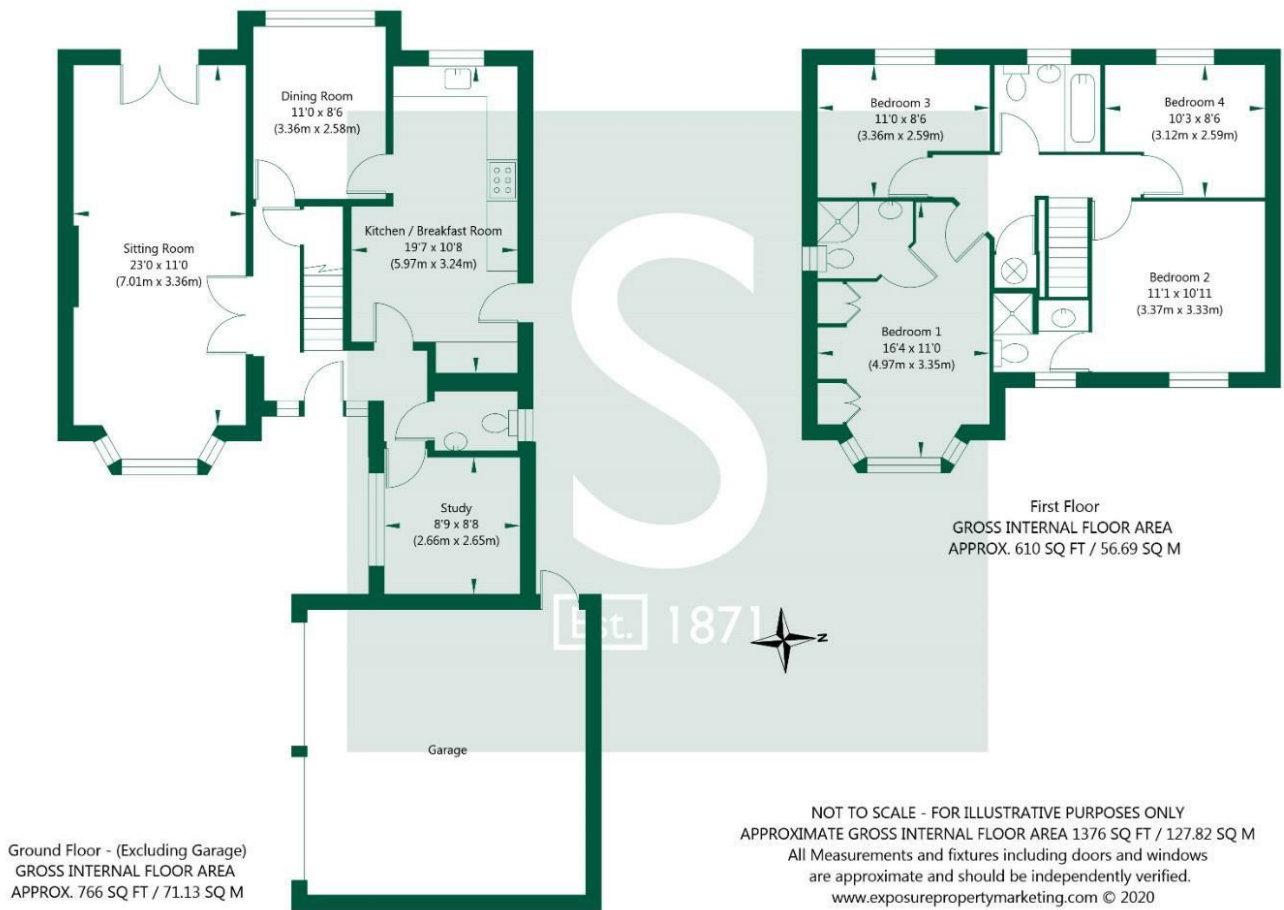 Dining Room
11'0 x 8'6
(3.36m x 2.58m)
Sitting Room
23'0 x 11'0
(7.01m x 3.36m)
Kitchen / Breakfast Room
19'7 x 10'8
(5.97m x 3.24m)
Study
8'9 x 8'8
(2.66m x 2.65m)
Garage
Ground Floor - (Excluding Garage)
GROSS INTERNAL FLOOR AREA
APPROX. 766 SQ FT / 71.13 SQ M
Bedroom 3
11'0 x 8'6
(3.36m x 2.59m)
Bedroom 4
10'3 x 8'6
(3.12m x 2.59m)
Bedroom 2
11'1 x 10'11
(3.37m x 3.33m)
Bedroom 1
16'4 x 11'0
(4.97m x 3.35m)
First Floor
GROSS INTERNAL FLOOR AREA
APPROX. 610 SQ FT / 56.69 SQ M
S
Est. 1871
N
NOT TO SCALE - FOR ILLUSTRATIVE PURPOSES ONLY
APPROXIMATE GROSS INTERNAL FLOOR AREA 1376 SQ FT / 127.82 SQ M
All Measurements and fixtures including doors and windows
are approximate and should be independently verified.
www.exposurepropertymarketing.com © 2020